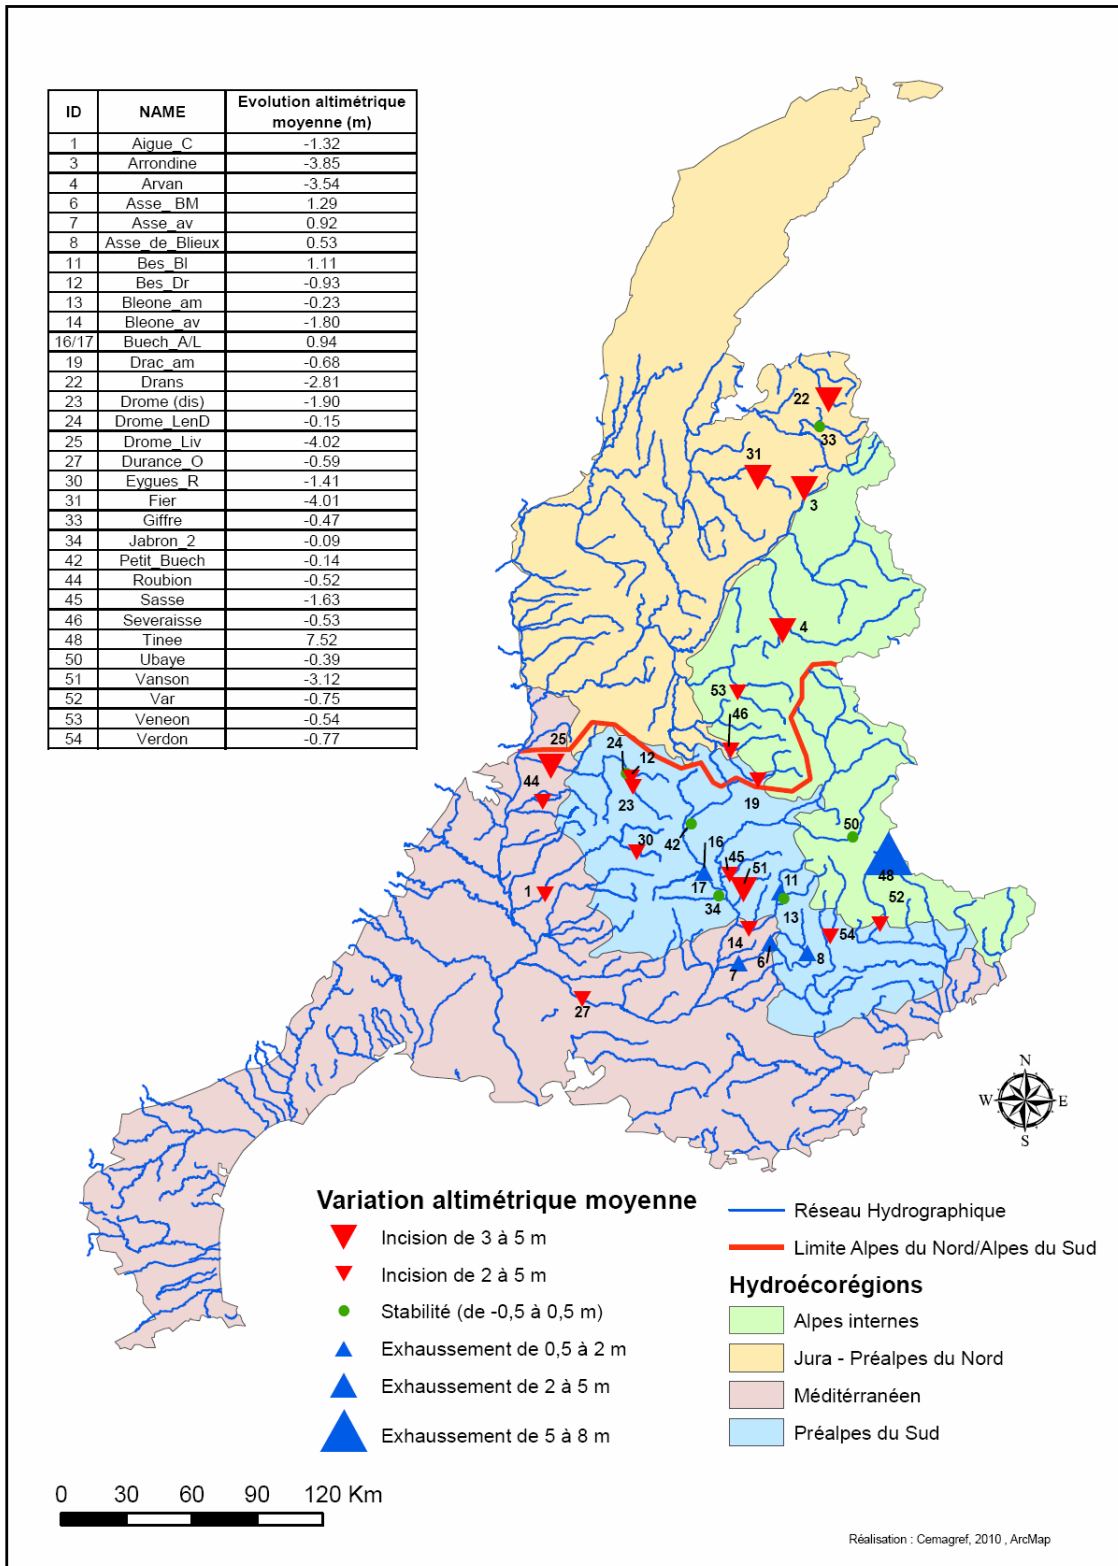 ID NAME Evolution altimétrique moyenne (m)
1 Aigue_C -1.32
3 Arrondine -3.85
4 Arvan -3.54
6 Asse_ BM 1.29
7 Asse_av 0.92
8 Asse_de_Blieux 0.53
11 Bes_Bl 1.11
12 Bes_Dr -0.93
13 Bleone_am -0.23
14 Bleone_av -1.80
16/17 Buech_A/L 0.94
19 Drac_am -0.68
22 Drans -2.81
23 Drome (dis) -1.90
24 Drome_LenD -0.15
25 Drome_Liv -4.02
27 Durance_O -0.59
30 Eygues_R -1.41
31 Fier -4.01
33 Giffre -0.47
34 Jabron_2 -0.09
42 Petit_Buech -0.14
44 Roubion -0.52
45 Sasse -1.63
46 Severaisse -0.53
48 Tinee 7.52
50 Ubaye -0.39
51 Vanson -3.12
52 Var -0.75
53 Veneon -0.54
54 Verdon -0.77
22
33
31
3
4
53
46
25
24
12
44
19
23
50
42
30
16
45
51
48
17
11
1
34
13
52
14
54
6
8
7
27
N
W E
S
Variation altimétrique moyenne
Incision de 3 à 5 m
Incision de 2 à 5 m
Stabilité (de -0,5 à 0,5 m)
Exhaussement de 0,5 à 2 m
Exhaussement de 2 à 5 m
Exhaussement de 5 à 8 m
Réseau Hydrographique
Limite Alpes du Nord/Alpes du Sud
Hydroécorégions
Alpes internes
Jura - Préalpes du Nord
Méditérranéen
Préalpes du Sud
0 30 60 90 120 Km
Réalisation : Cemagref, 2010 , ArcMap